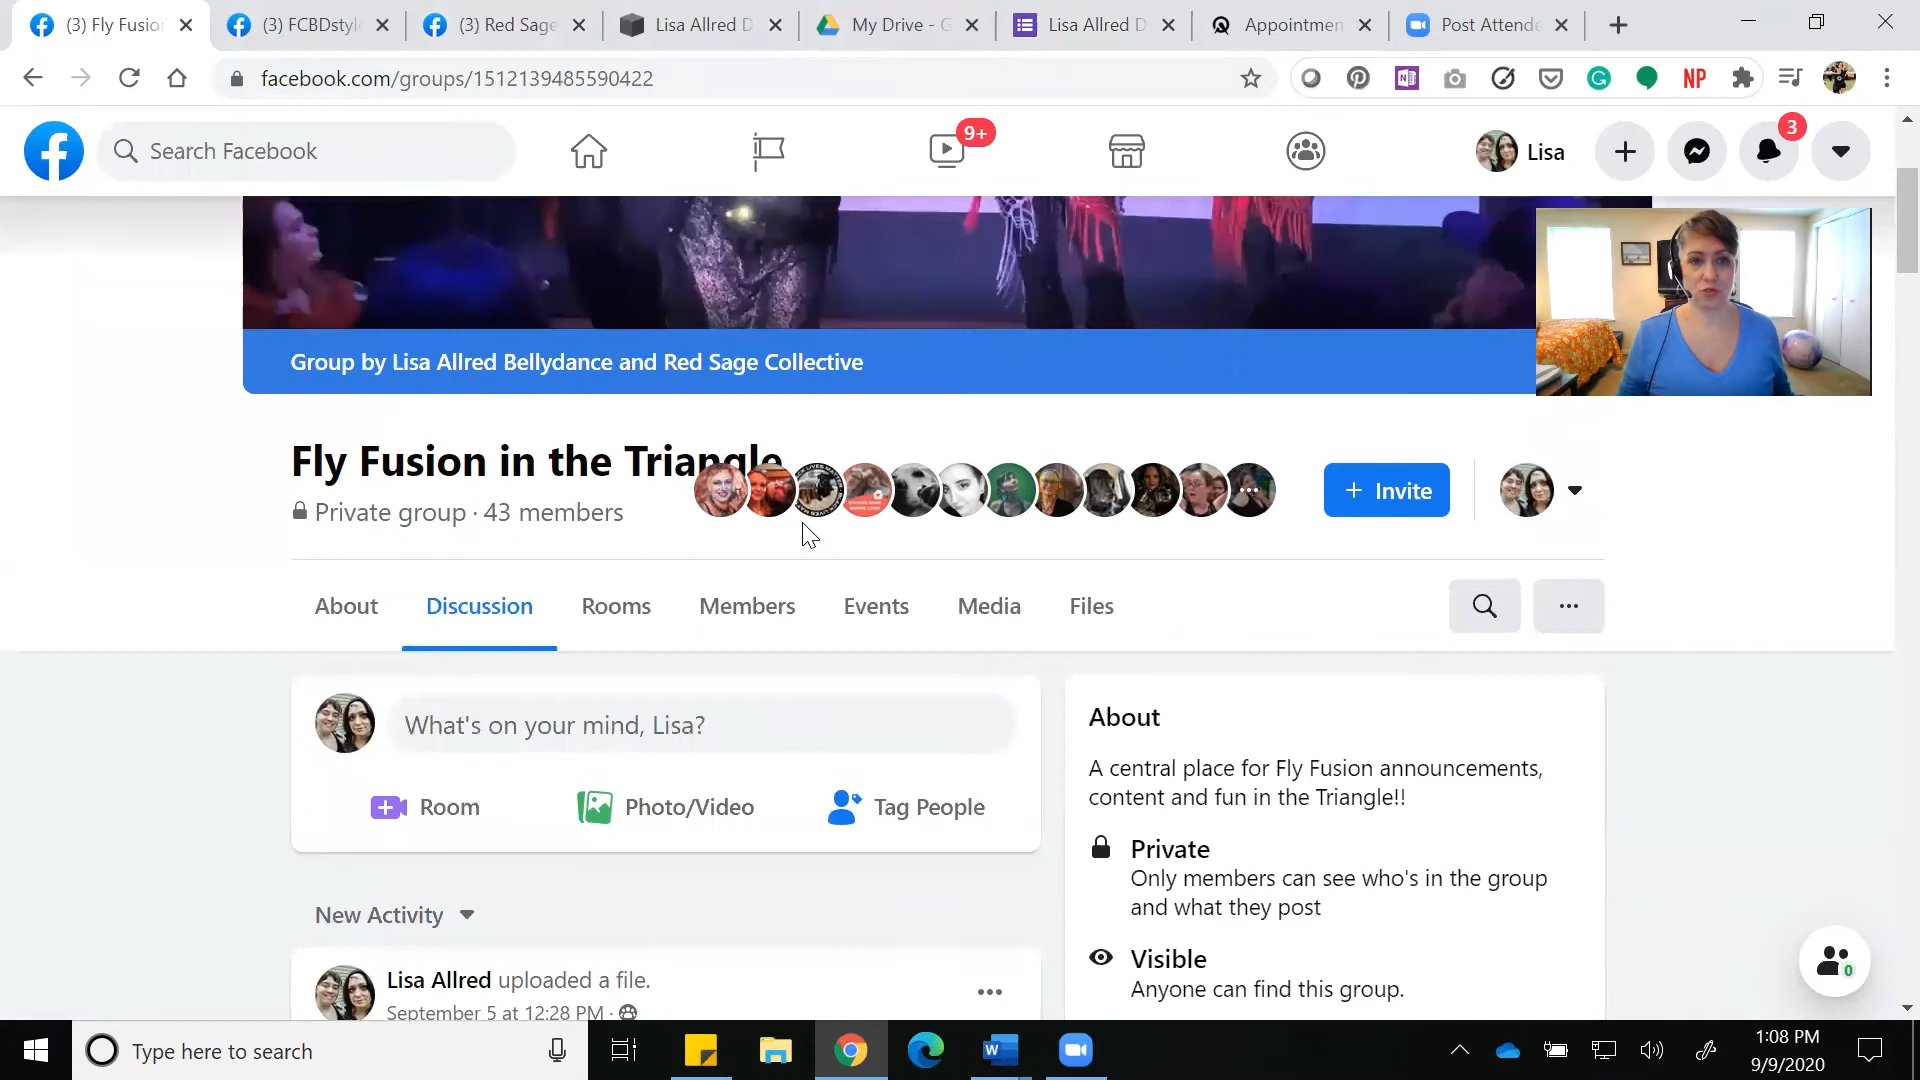 (3) Fly Fusio
(3) FCBDstyl
(3) Red Sage
Lisa Allred D
My Drive - G
Lisa Allred D
Appointmen
Post Attende
facebook.com/groups/1512139485590422
NP
Search Facebook
9+
Lisa
3
Group by Lisa Allred Bellydance and Red Sage Collective
Fly Fusion in the Triangle
Private group · 43 members
+ Invite
About
Discussion
Rooms
Members
Events
Media
Files
What's on your mind, Lisa?
Room
Photo/Video
Tag People
New Activity
Lisa Allred uploaded a file.
September 5 at 12:28 PM ·
About
A central place for Fly Fusion announcements,
content and fun in the Triangle!!
Private
Only members can see who's in the group
and what they post
Visible
Anyone can find this group.
0
Type here to search
1:08 PM
9/9/2020